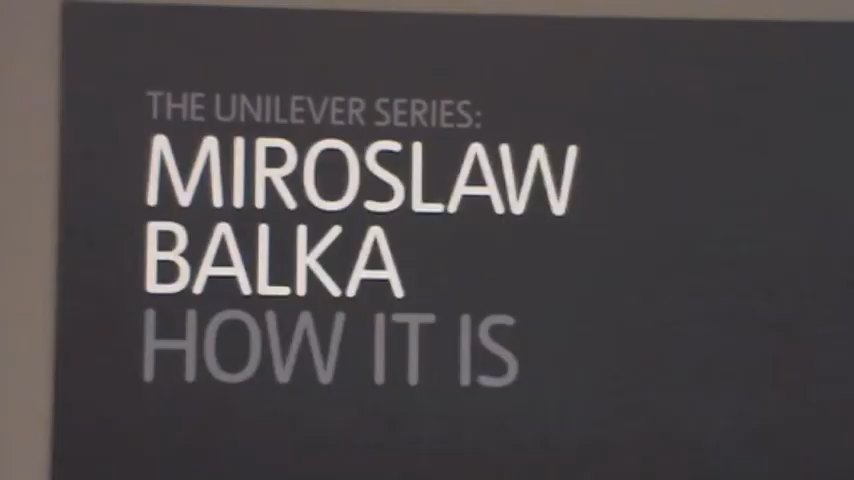 THE UNILEVER SERIES:
MIROSLAW
BALKA
HOW IT IS